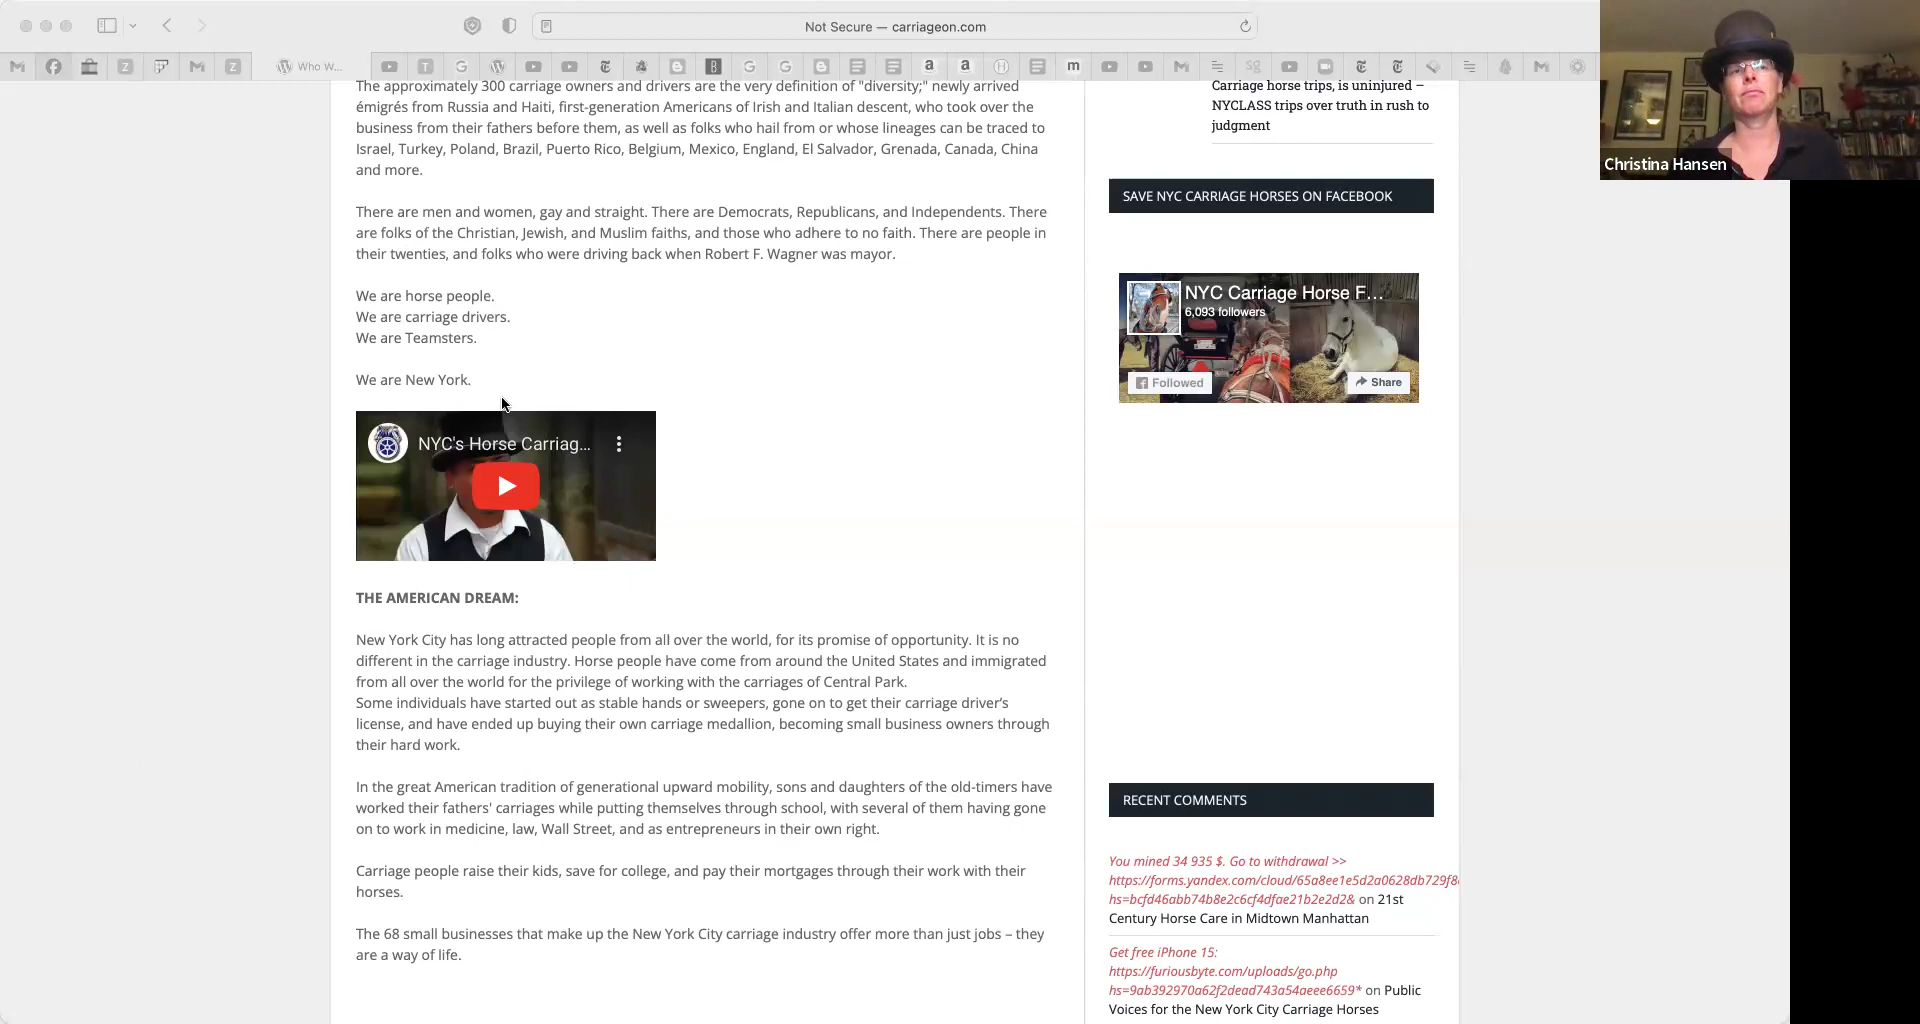 Not Secure — carriageon.com
Who W...
Christina Hansen
The approximately 300 carriage owners and drivers are the very definition of "diversity;" newly arrived
émigrés from Russia and Haiti, first-generation Americans of Irish and Italian descent, who took over the
business from their fathers before them, as well as folks who hail from or whose lineages can be traced to
Israel, Turkey, Poland, Brazil, Puerto Rico, Belgium, Mexico, England, El Salvador, Grenada, Canada, China
and more.
There are men and women, gay and straight. There are Democrats, Republicans, and Independents. There
are folks of the Christian, Jewish, and Muslim faiths, and those who adhere to no faith. There are people in
their twenties, and folks who were driving back when Robert F. Wagner was mayor.
We are horse people.
We are carriage drivers.
We are Teamsters.
We are New York.
NYC's Horse Carriag...
THE AMERICAN DREAM:
New York City has long attracted people from all over the world, for its promise of opportunity. It is no
different in the carriage industry. Horse people have come from around the United States and immigrated
from all over the world for the privilege of working with the carriages of Central Park.
Some individuals have started out as stable hands or sweepers, gone on to get their carriage driver's
license, and have ended up buying their own carriage medallion, becoming small business owners through
their hard work.
In the great American tradition of generational upward mobility, sons and daughters of the old-timers have
worked their fathers' carriages while putting themselves through school, with several of them having gone
on to work in medicine, law, Wall Street, and as entrepreneurs in their own right.
Carriage people raise their kids, save for college, and pay their mortgages through their work with their
horses.
The 68 small businesses that make up the New York City carriage industry offer more than just jobs – they
are a way of life.
Carriage horse trips, is uninjured –
NYCLASS trips over truth in rush to
judgment
SAVE NYC CARRIAGE HORSES ON FACEBOOK
NYC Carriage Horse F...
6,093 followers
Followed
Share
RECENT COMMENTS
You mined 34 935 $. Go to withdrawal >>
https://forms.yandex.com/cloud/65a8ee1e5d2a0628db729f8
hs=bcfd46abb74b8e2c6cf4dfae21b2e2d2& on 21st
Century Horse Care in Midtown Manhattan
Get free iPhone 15:
https://furiousbyte.com/uploads/go.php
hs=9ab392970a62f2dead743a54aeee6659* on Public
Voices for the New York City Carriage Horses